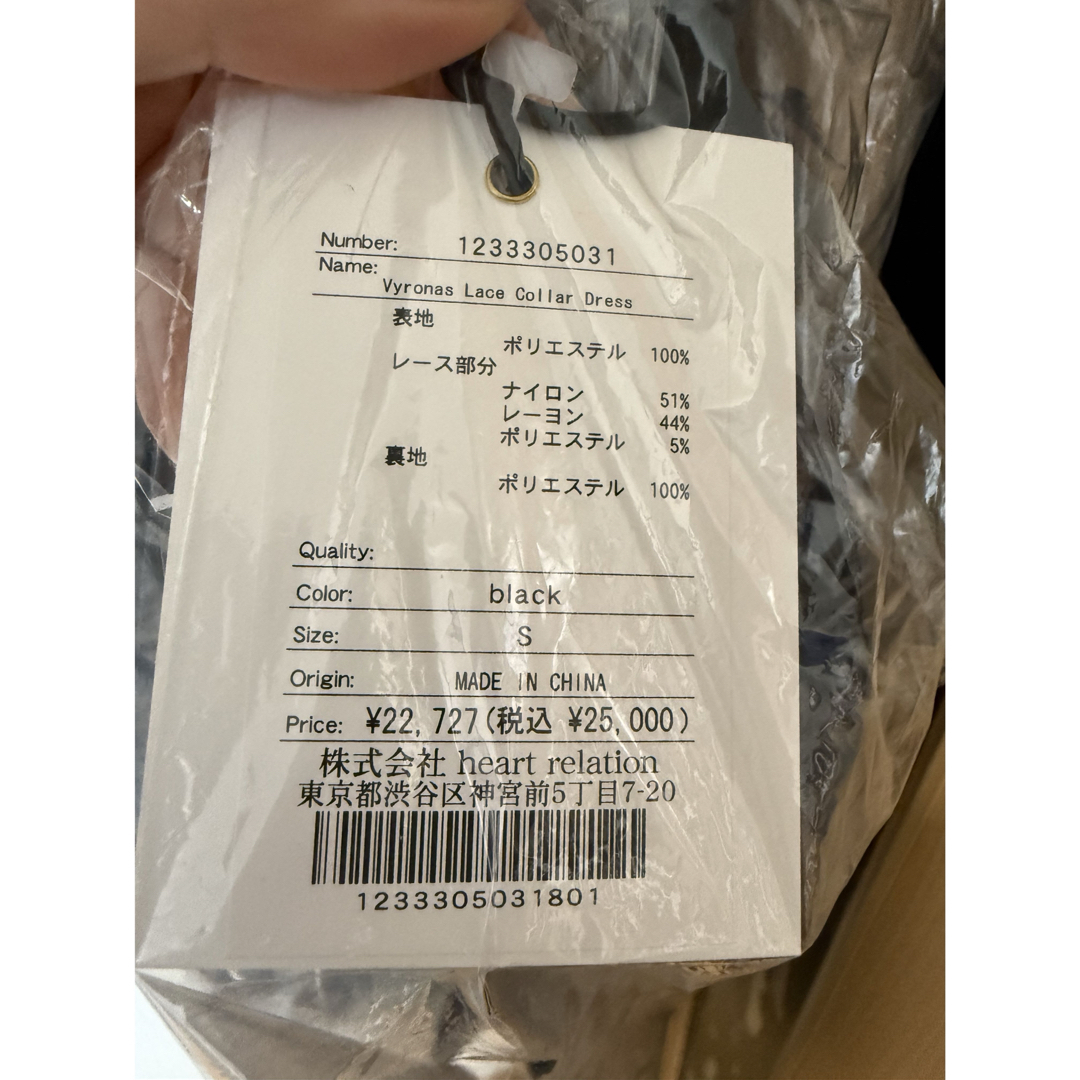 Number: 1233305031
Name:
Vyronas Lace Collar Dress
表地
ポリエステル 100%
レース部分
ナイロン 51%
レーヨン 44%
ポリエステル 5%
裏地
ポリエステル 100%
Quality:
Color: black
Size: S
Origin: MADE IN CHINA
Price: ¥22,727(税込 ¥25,000)
株式会社 heart relation
東京都渋谷区神宮前5丁目7-20
1233305031801